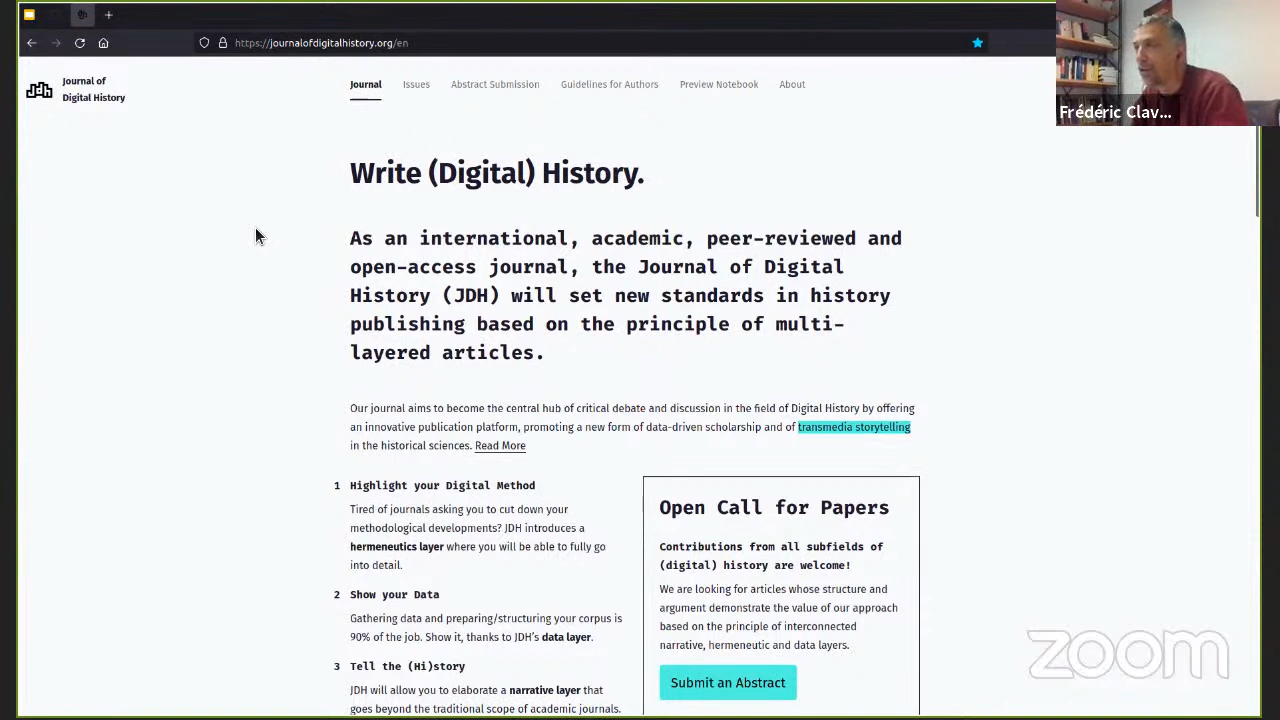 https://journalofdigitalhistory.org/en
Journal of
Digital History
Journal Issues Abstract Submission Guidelines for Authors Preview Notebook About
Frédéric Clav...
Write (Digital) History.
As an international, academic, peer-reviewed and
open-access journal, the Journal of Digital
History (JDH) will set new standards in history
publishing based on the principle of multi-
layered articles.
Our journal aims to become the central hub of critical debate and discussion in the field of Digital History by offering
an innovative publication platform, promoting a new form of data-driven scholarship and of transmedia storytelling
in the historical sciences. Read More
1 Highlight your Digital Method
Tired of journals asking you to cut down your
methodological developments? JDH introduces a
hermeneutics layer where you will be able to fully go
into detail.
2 Show your Data
Gathering data and preparing/structuring your corpus is
90% of the job. Show it, thanks to JDH's data layer.
3 Tell the (Hi)story
JDH will allow you to elaborate a narrative layer that
goes beyond the traditional scope of academic journals.
Open Call for Papers
Contributions from all subfields of
(digital) history are welcome!
We are looking for articles whose structure and
argument demonstrate the value of our approach
based on the principle of interconnected
narrative, hermeneutic and data layers.
Submit an Abstract
zoom